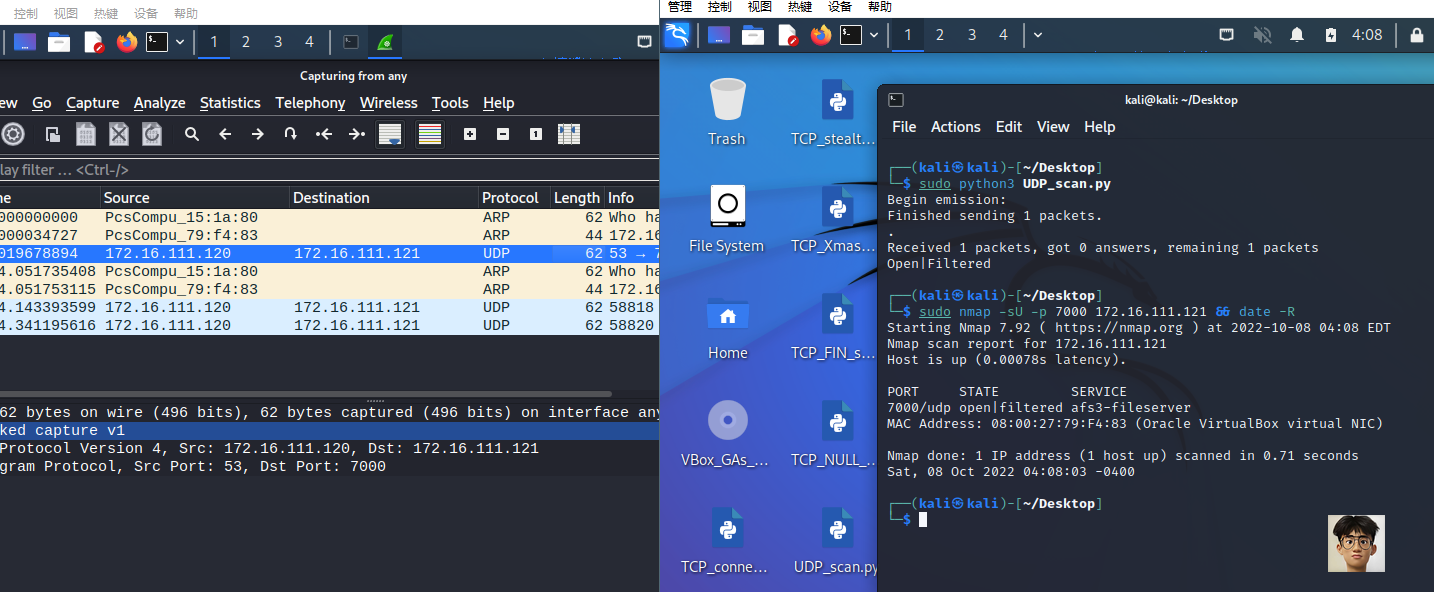 控制 视图 热键 设备 帮助
1 2 3 4
Capturing from any
Go Capture Analyze Statistics Telephony Wireless Tools Help
filter … <Ctrl-/>
Source Destination Protocol Length Info
000000000 PcsCompu_15:1a:80 ARP 62 Who
000034727 PcsCompu_79:f4:83 ARP 44 172.16
019678894 172.16.111.120 172.16.111.121 UDP 62 53 →
4.051735408 PcsCompu_15:1a:80 ARP 62 Who
4.051753115 PcsCompu_79:f4:83 ARP 44 172.16
4.143393599 172.16.111.120 172.16.111.121 UDP 62 58818
4.341195616 172.16.111.120 172.16.111.121 UDP 62 58820
62 bytes on wire (496 bits), 62 bytes captured (496 bits) on interface any
ked capture v1
Protocol Version 4, Src: 172.16.111.120, Dst: 172.16.111.121
gram Protocol, Src Port: 53, Dst Port: 7000
管理 控制 视图 热键 设备 帮助
1 2 3 4 4:08
Trash
TCP_stealt...
File System
TCP_Xmas...
Home
TCP_FIN_s...
VBox_GAs_...
TCP_NULL_...
TCP_conne...
UDP_scan.py
kali@kali: ~/Desktop
File Actions Edit View Help
┌──(kali㉿kali)-[~/Desktop]
└─$ sudo python3 UDP_scan.py
Begin emission:
Finished sending 1 packets.
.
Received 1 packets, got 0 answers, remaining 1 packets
Open|Filtered
┌──(kali㉿kali)-[~/Desktop]
└─$ sudo nmap -sU -p 7000 172.16.111.121 && date -R
Starting Nmap 7.92 ( https://nmap.org ) at 2022-10-08 04:08 EDT
Nmap scan report for 172.16.111.121
Host is up (0.00078s latency).
PORT STATE SERVICE
7000/udp open|filtered afs3-fileserver
MAC Address: 08:00:27:79:F4:83 (Oracle VirtualBox virtual NIC)
Nmap done: 1 IP address (1 host up) scanned in 0.71 seconds
Sat, 08 Oct 2022 04:08:03 -0400
┌──(kali㉿kali)-[~/Desktop]
└─$